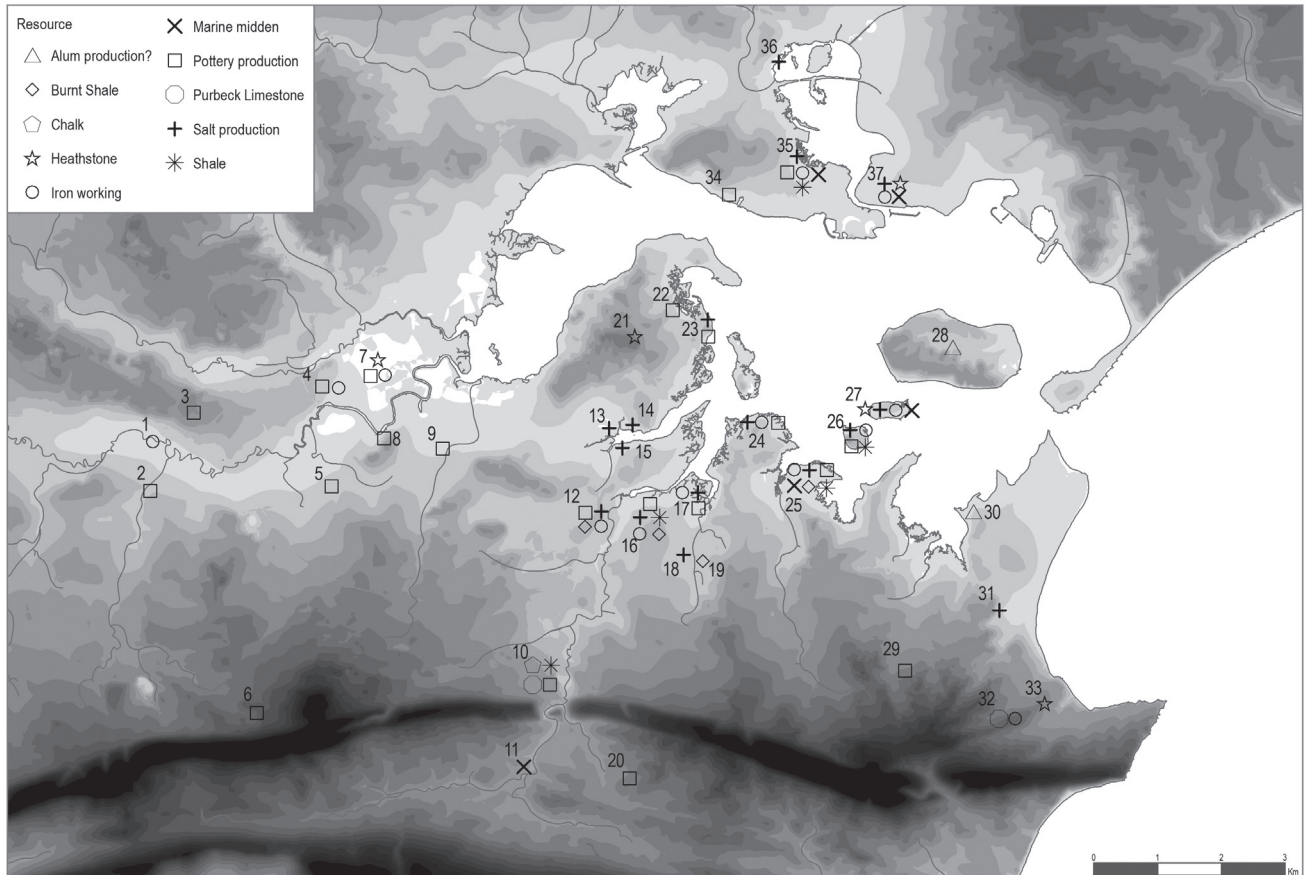 Resource
Alum production?
Burnt Shale
Chalk
Heathstone
Iron working
Marine midden
Pottery production
Purbeck Limestone
Salt production
Shale
36
35
37
34
22
21
23
28
7
4
3
1
8
9
2
5
13
14
15
24
27
26
25
12
17
16
18
19
30
31
10
29
6
33
32
11
20
0 1 2 3
Km